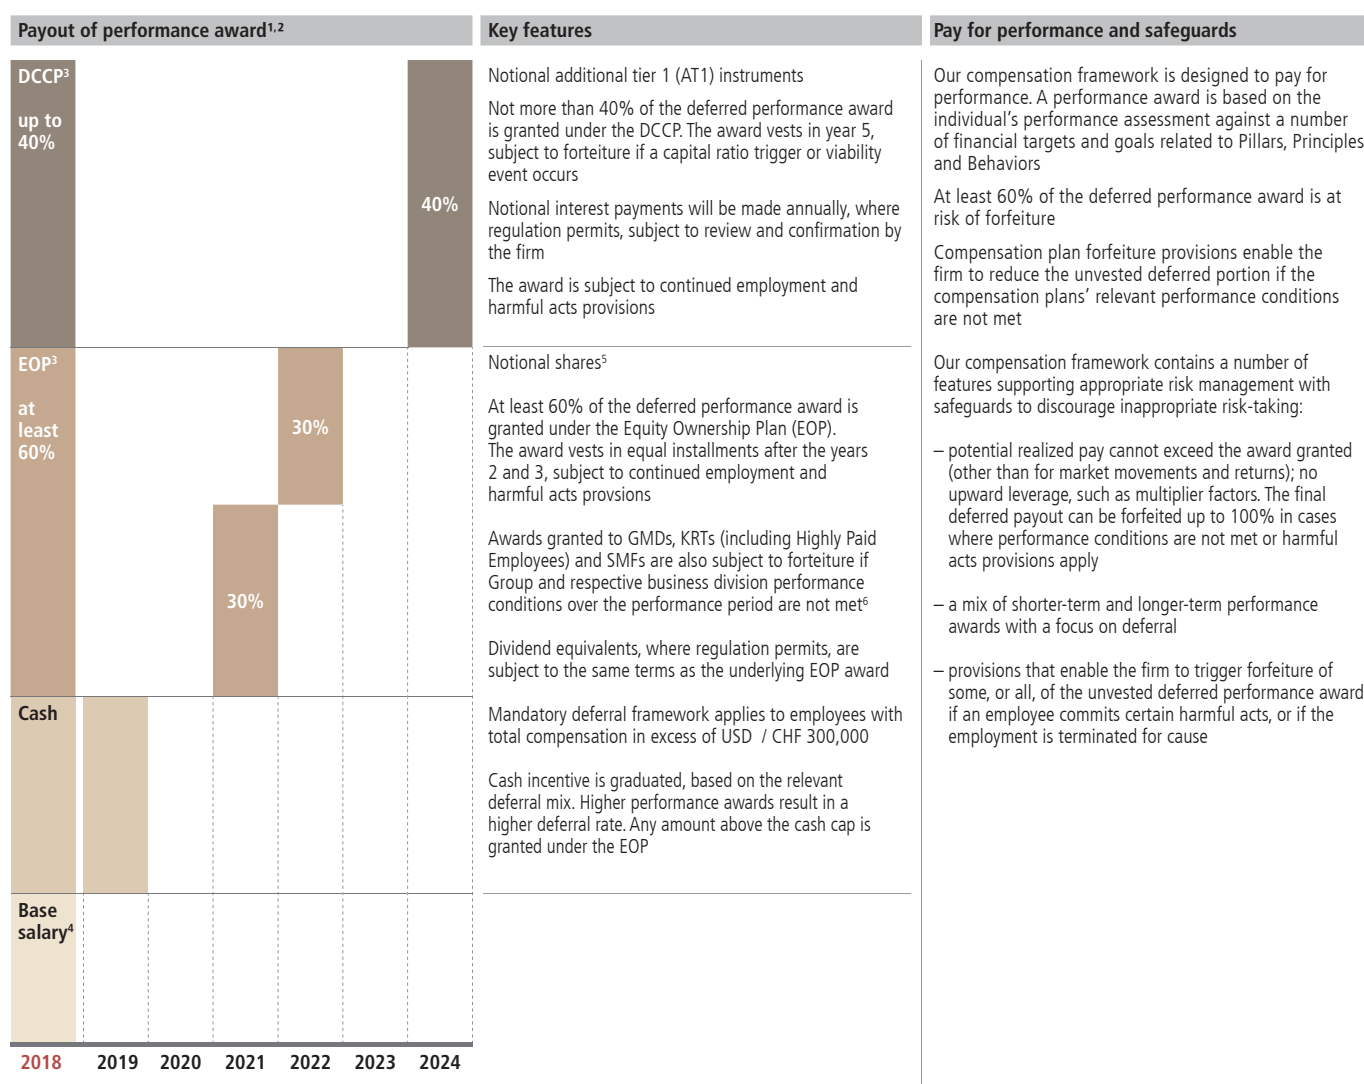 Payout of performance award1,2
DCCP3
up to
40%
40%
EOP3
at
least
60%
30%
30%
Cash
Base
salary4
2018 2019 2020 2021 2022 2023 2024
Key features
Notional additional tier 1 (AT1) instruments
Not more than 40% of the deferred performance award
is granted under the DCCP. The award vests in year 5,
subject to forteiture if a capital ratio trigger or viability
event occurs
Notional interest payments will be made annually, where
regulation permits, subject to review and confirmation by
the firm
The award is subject to continued employment and
harmful acts provisions
Notional shares5
At least 60% of the deferred performance award is
granted under the Equity Ownership Plan (EOP).
The award vests in equal installments after the years
2 and 3, subject to continued employment and
harmful acts provsions
Awards granted to GMDs, KRTs (including Highly Paid
Employees) and SMFs are also subject to forteiture if
Group and respective business division performance
conditions over the performance period are not met6
Dividend equivalents, where regulation permits, are
subject to the same terms as the underlying EOP award
Mandatory deferral framework applies to employees with
total compensation in excess of USD / CHF 300,000
Cash incentive is graduated, based on the relevant
deferral mix. Higher performance awards result in a
higher deferral rate. Any amount above the cash cap is
granted under the EOP
Pay for performance and safeguards
Our compensation framework is designed to pay for
performance. A performance award is based on the
individual's performance assessment against a number
of financial targets and goals related to Pillars, Principles
and Behaviors
At least 60% of the deferred performance award is at
risk of forfeiture
Compensation plan forfeiture provisions enable the
firm to reduce the unvested deferred portion if the
compensation plans' relevant performance conditions
are not met
Our compensation framework contains a number of
features supporting appropriate risk management with
safeguards to discourage inappropriate risk-taking:
– potential realized pay cannot exceed the award granted
(other than for market movements and returns); no
upward leverage, such as multiplier factors. The final
deferred payout can be forfeited up to 100% in cases
where performance conditions are not met or harmful
acts provisions apply
– a mix of shorter-term and longer-term performance
awards with a focus on deferral
– provisions that enable the firm to trigger forfeiture of
some, or all, of the unvested deferred performance award
if an employee commits certain harmful acts, or if the
employment is terminated for cause